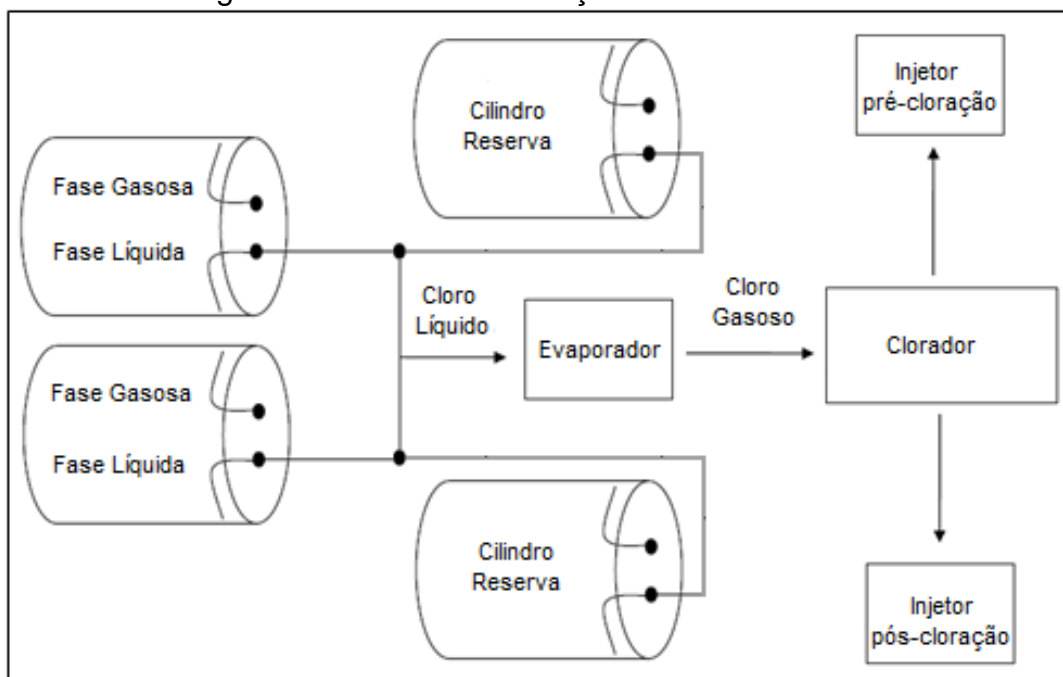 Cilindro
Reserva
Injetor
pré-cloração
Fase Gasosa
Fase Líquida
Cloro
Líquido
Evaporador
Cloro
Gasoso
Clorador
Fase Gasosa
Fase Líquida
Cilindro
Reserva
Injetor
pós-cloração